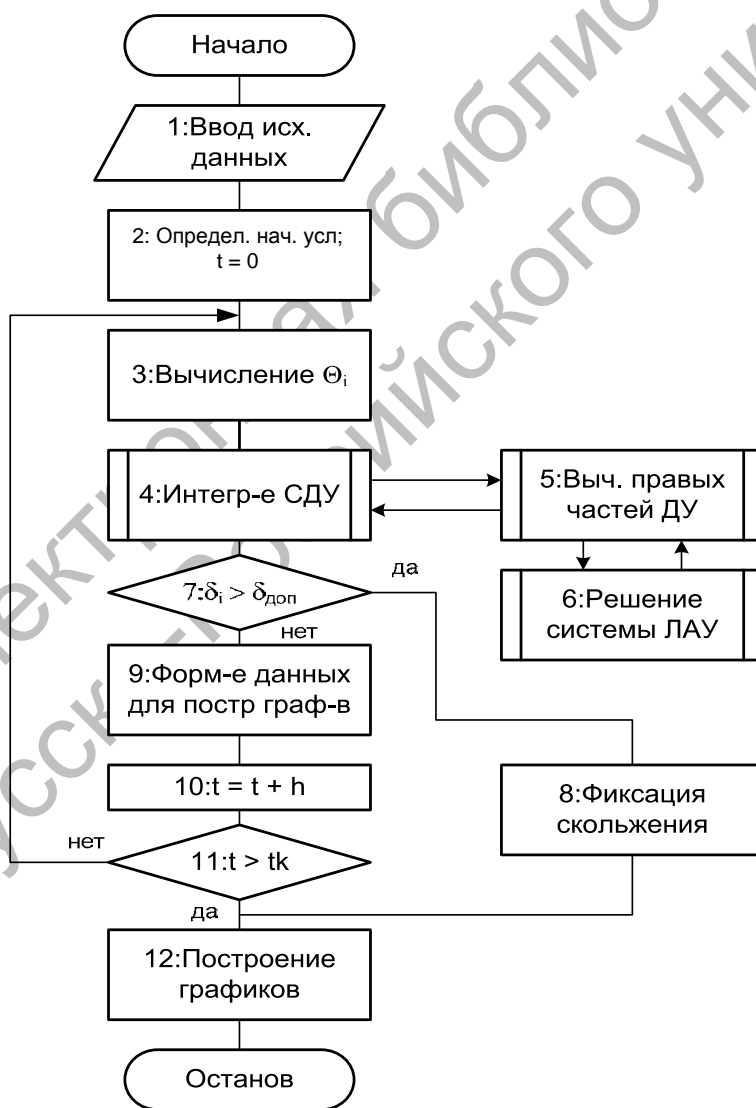 Начало
1:Ввод исх.
данных
2: Определ. нач. усл;
t = 0
3:Вычисление Θi
4:Интегр-е СДУ
5:Выч. правых
частей ДУ
6:Решение
системы ЛАУ
7:δi > δдоп
да
нет
9:Форм-е данных
для постр граф-в
10:t = t + h
8:Фиксация
скольжения
нет
11:t > tk
да
12:Построение
графиков
Останов